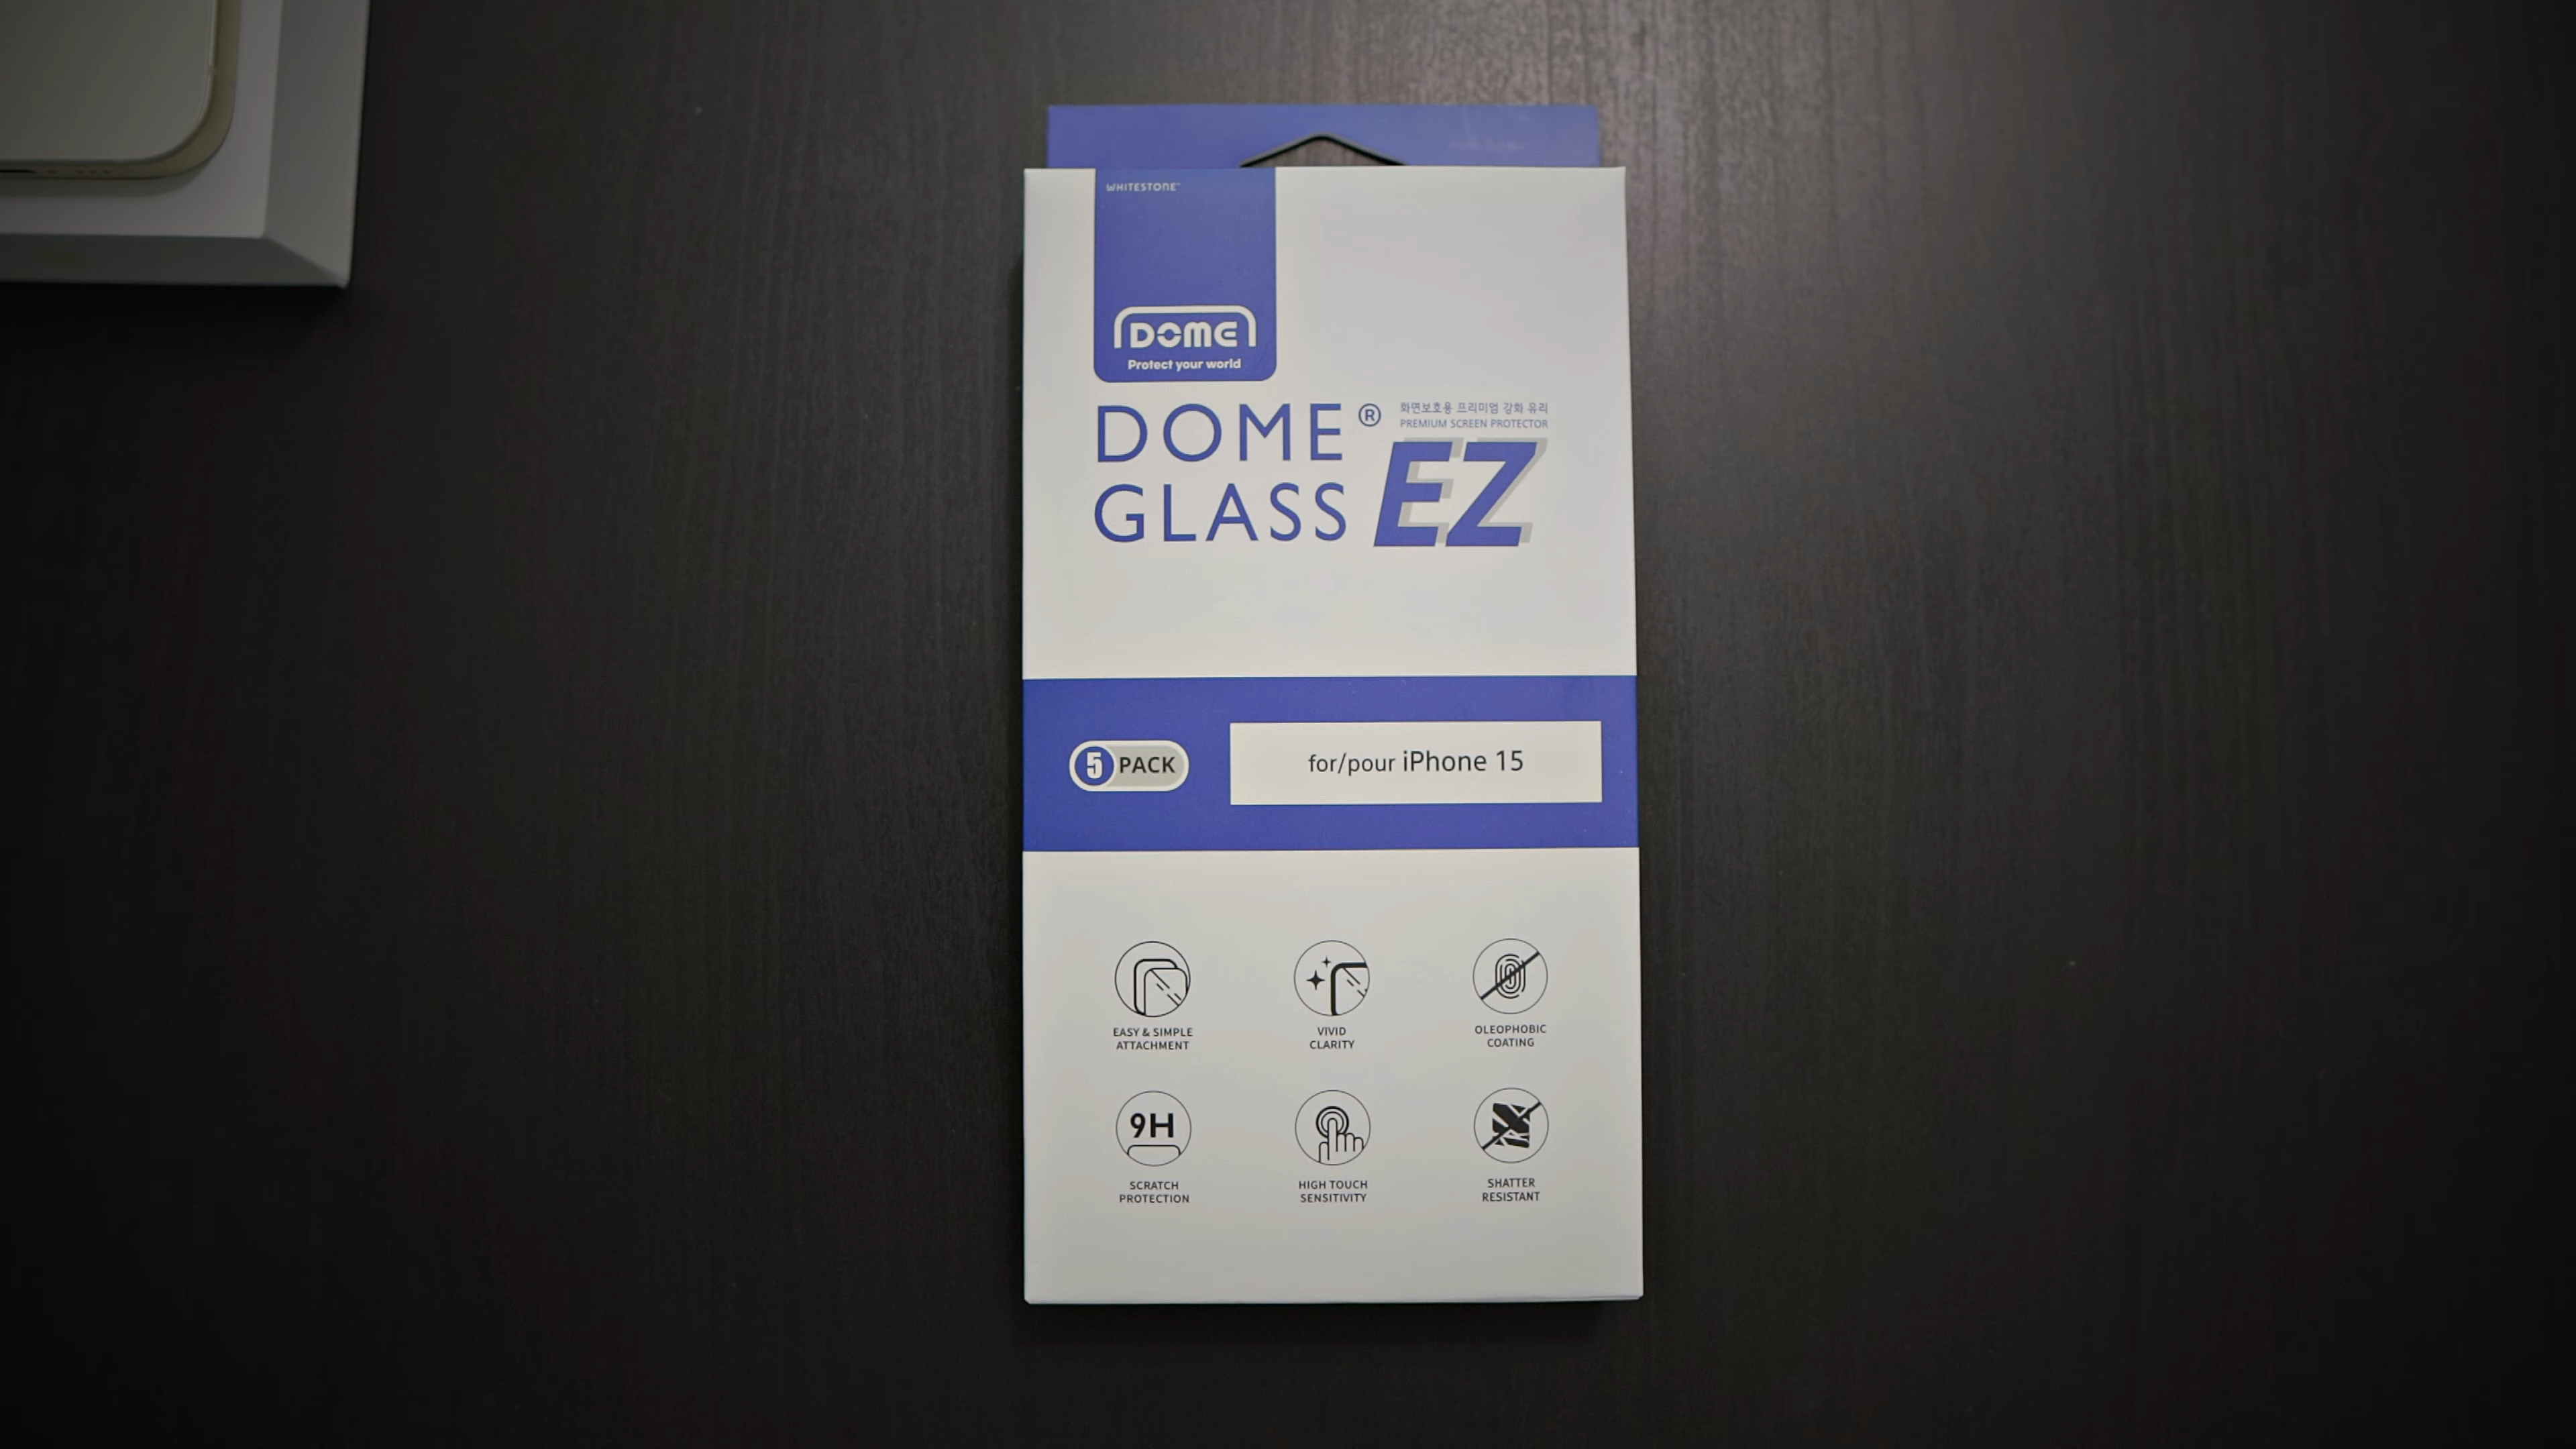 WHITESTONE™
DOME
Protect your world
DOME®
GLASS
화면보호용 프리미엄 강화 유리
PREMIUM SCREEN PROTECTOR
EZ
5 PACK
for/pour iPhone 15
EASY & SIMPLE
ATTACHMENT
VIVID
CLARITY
OLEOPHOBIC
COATING
9H
SCRATCH
PROTECTION
HIGH TOUCH
SENSITIVITY
SHATTER
RESISTANT